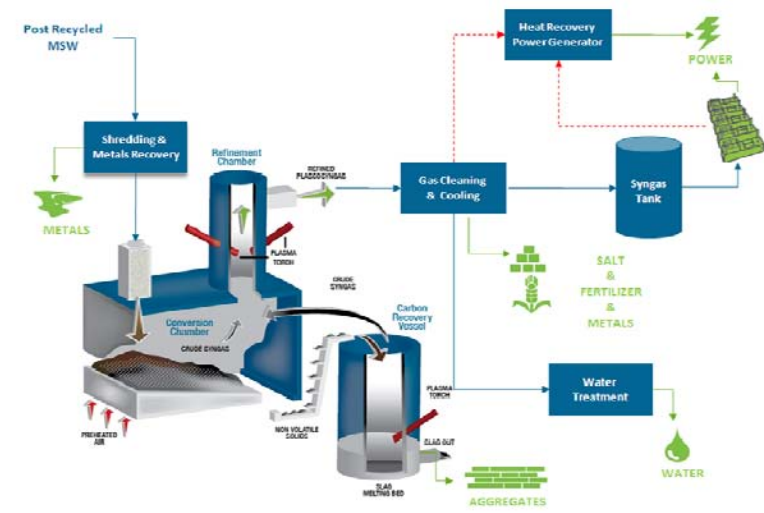 Post Recycled
MSW
Shredding &
Metals Recovery
METALS
Refinement
Chamber
REFINED
PLASCOSYNGAS
PLASMA
TORCH
Heat Recovery
Power Generator
POWER
Gas Cleaning
& Cooling
Syngas
Tank
SALT
&
FERTILIZER
&
METALS
CRUDE
SYNGAS
Conversion
Chamber
CRUDE SYNGAS
Carbon
Recovery
Vessel
PREHEATED
AIR
NON VOLATILE
SOLIDS
PLASMA
TORCH
SLAG OUT
SLAG
MELTING BED
AGGREGATES
Water
Treatment
WATER